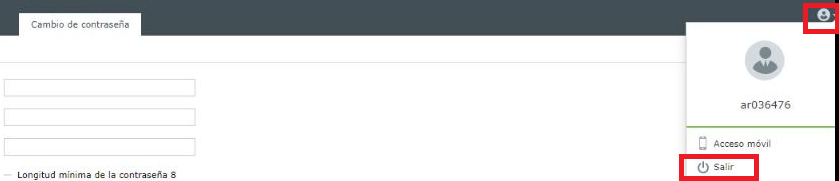 Cambio de contraseña
ar036476
Acceso móvil
Salir
Longitud mínima de la contraseña 8